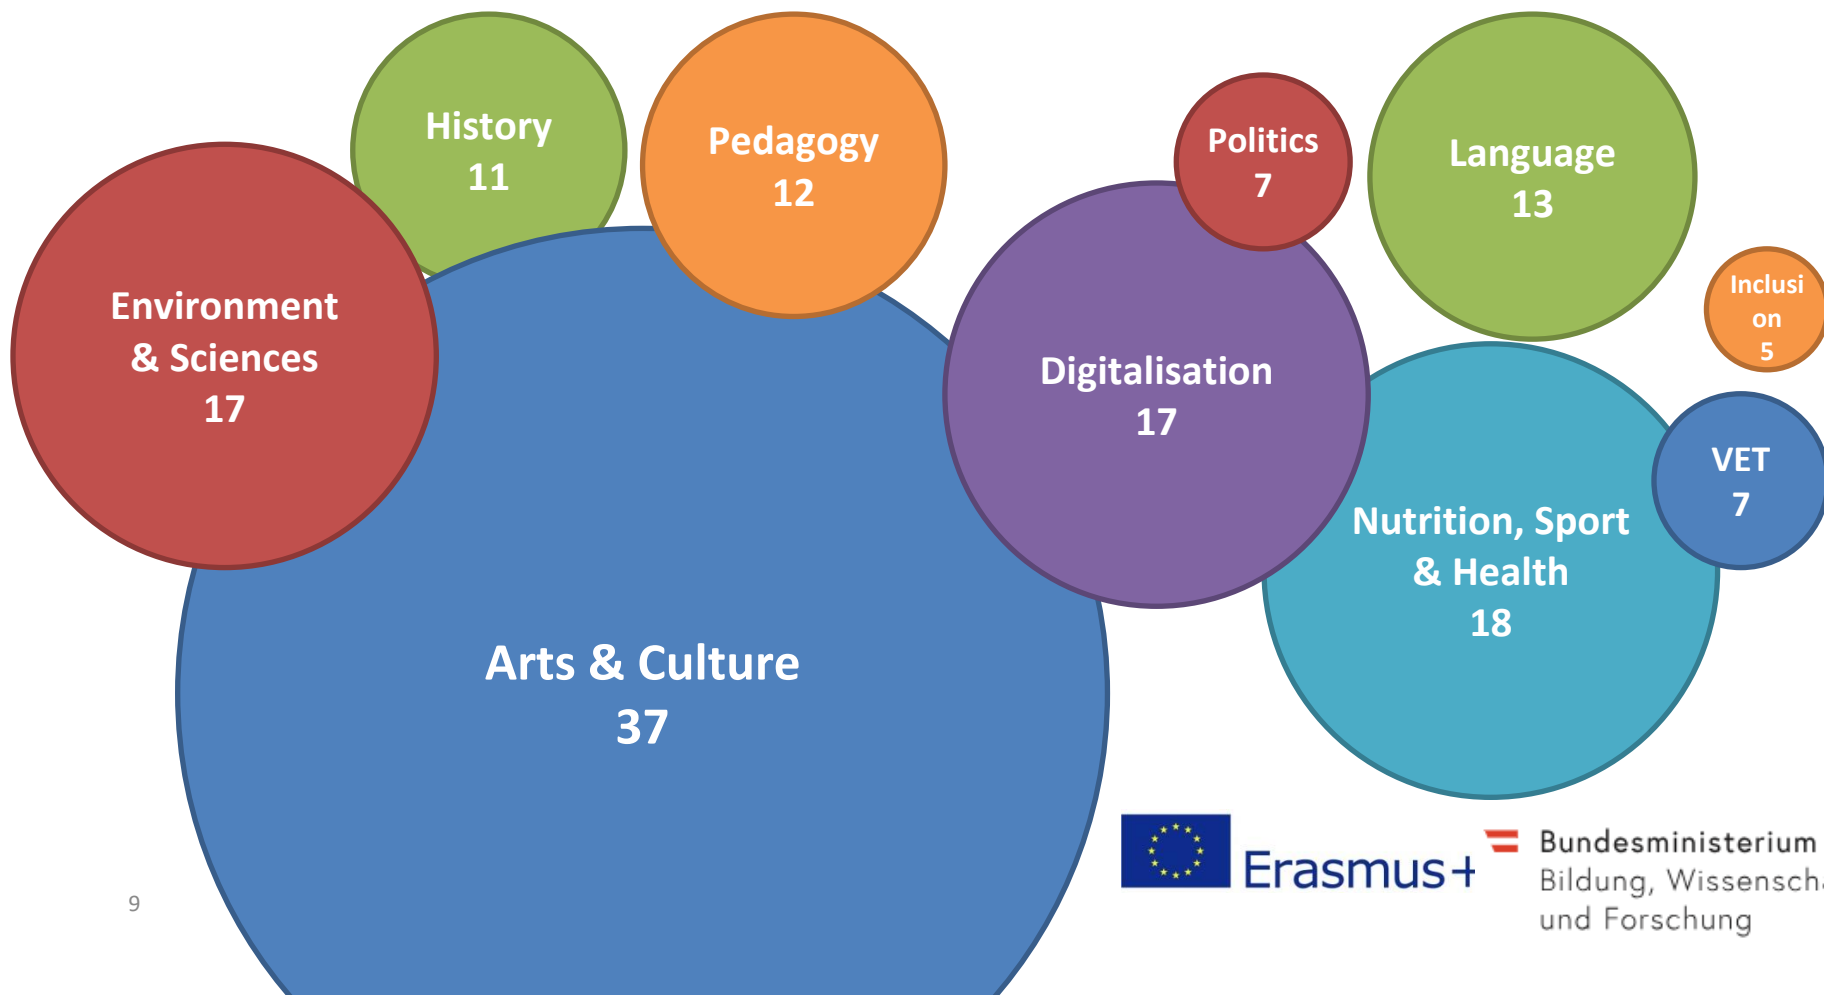 History
11
Pedagogy
12
Politics
7
Language
13
Environment
& Sciences
17
Inclusi
on
5
Digitalisation
17
VET
7
Nutrition, Sport
& Health
18
Arts & Culture
37
Erasmus+
Bundesministerium
Bildung, Wissenscha
und Forschung
9